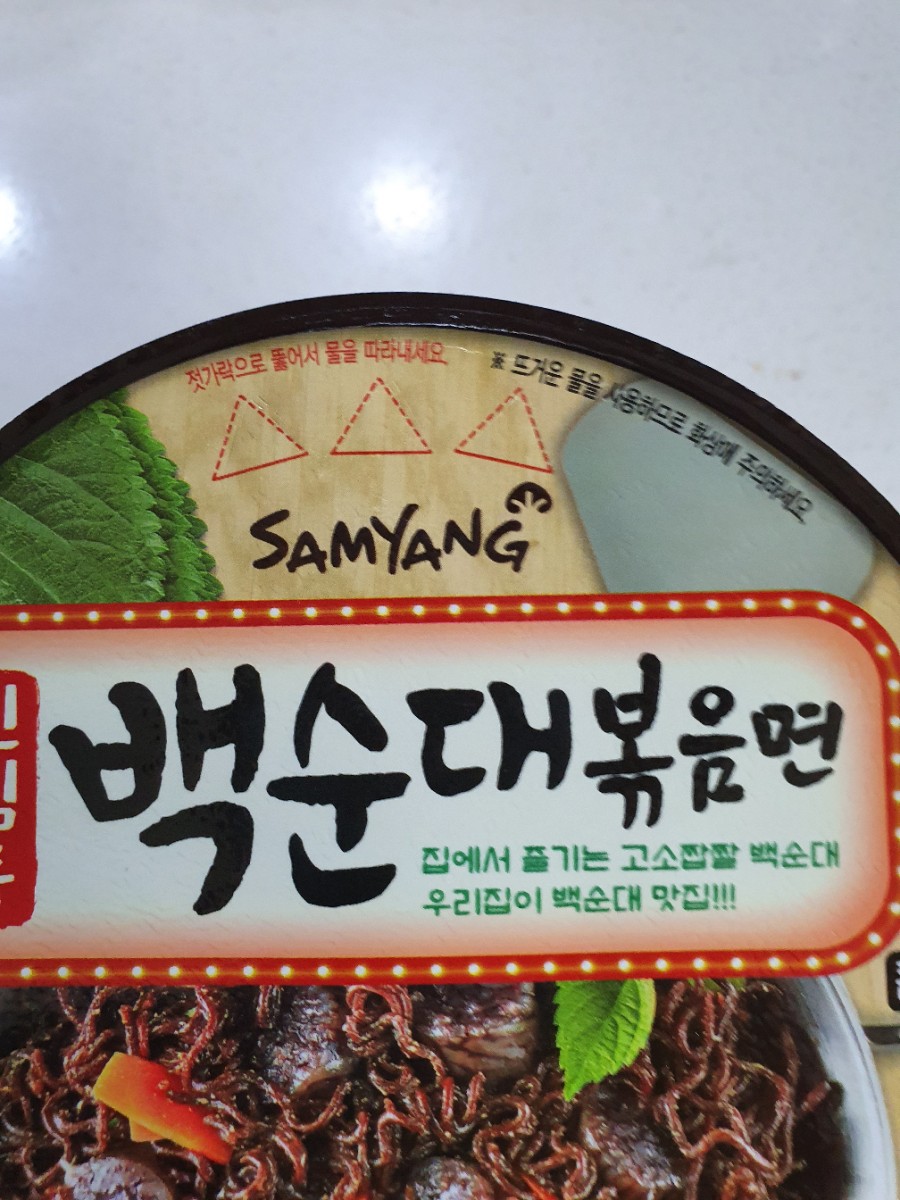 젓가락으로 뚫어서 물을 따라내세요.
※ 뜨거운 물을 사용하므로 화상에 주의하세요.
SAMYANG
백순대볶음면
집에서 즐기는 고소짭짤 백순대
우리집이 백순대 맛집!!!